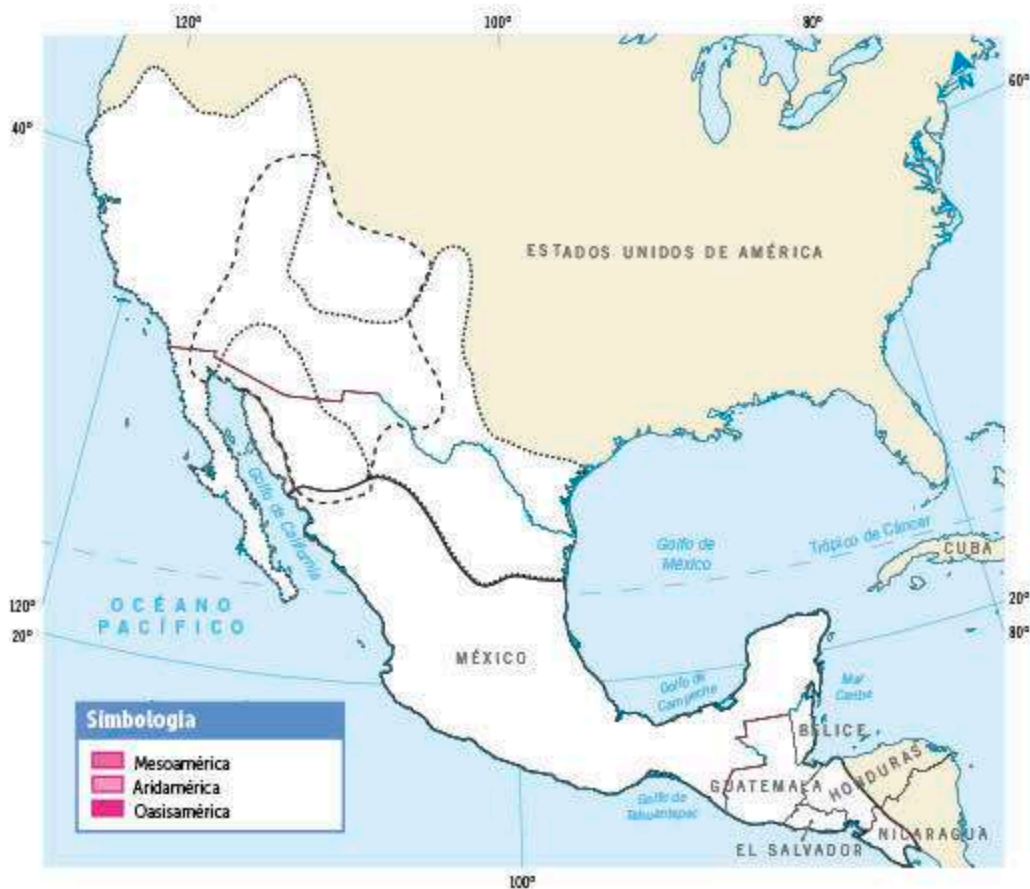 120°
100°
80°
60°
40°
N
ESTADOS UNIDOS DE AMÉRICA
Golfo de California
Golfo de
México
Trópico de Cáncer
CUBA
120°
20°
20°
80°
OCÉANO
PACÍFICO
MÉXICO
Golfo de
Campeche
Mar
Caribe
BELICE
GUATEMALA
HONDURAS
Golfo de
Tehuantepec
NICARAGUA
EL SALVADOR
100°
Simbologia
Mesoamérica
Aridamérica
Oasisamérica